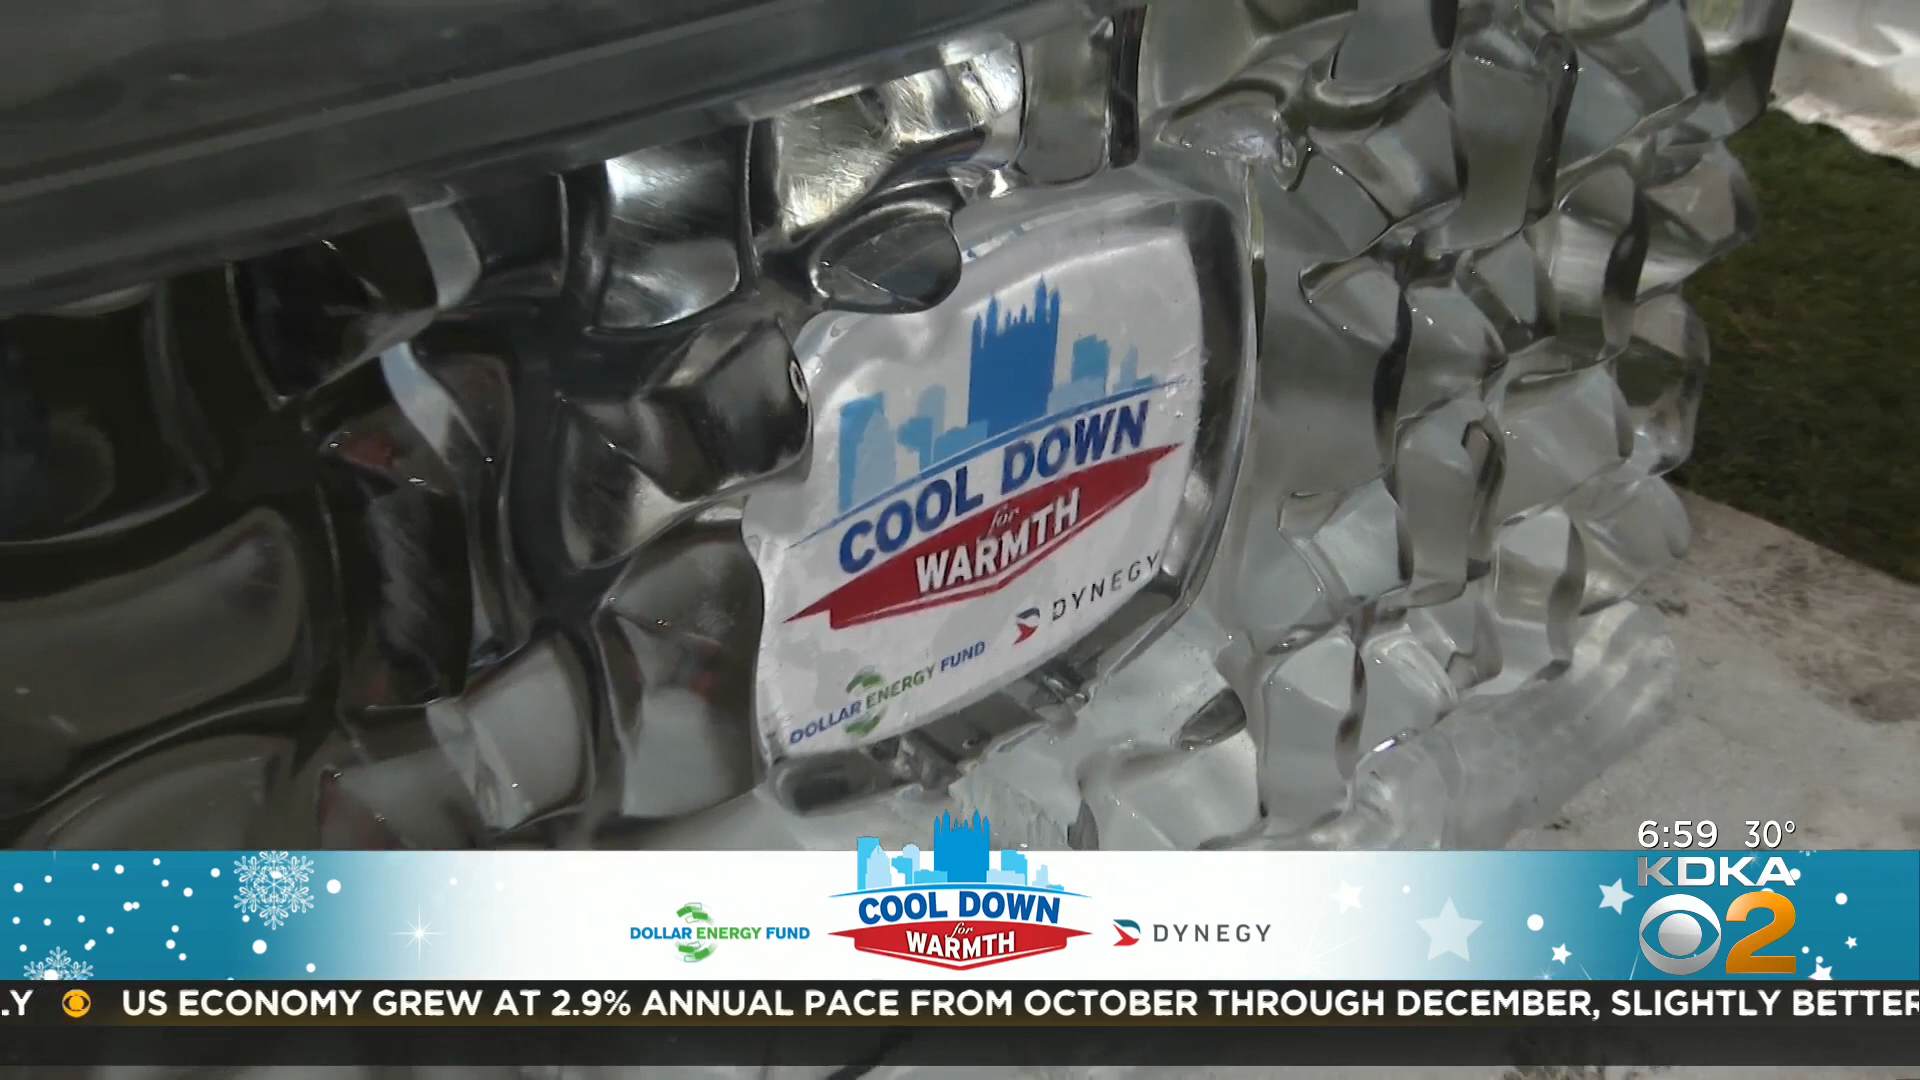 COOL DOWN
for
WARMTH
DYNEGY
DOLLAR ENERGY FUND
6:59 30°
KDKA
2
COOL DOWN
for
WARMTH
DOLLAR ENERGY FUND
DYNEGY
.Y US ECONOMY GREW AT 2.9% ANNUAL PACE FROM OCTOBER THROUGH DECEMBER, SLIGHTLY BETTER